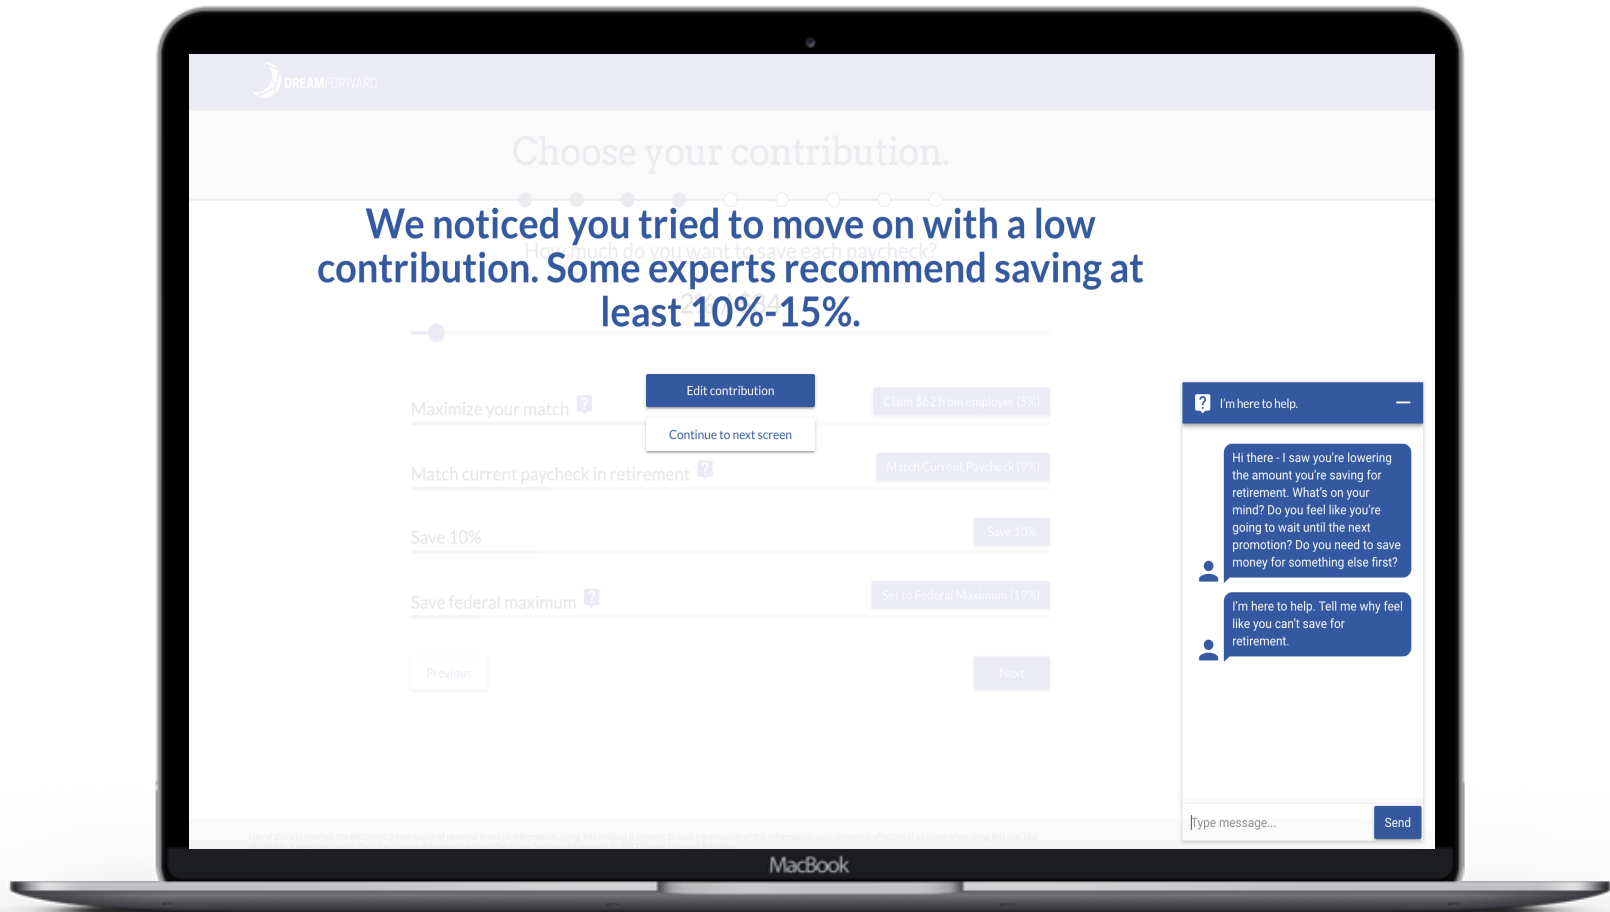 DREAMFORWARD
Choose your contribution.
We noticed you tried to move on with a low
How much do you want to save each paycheck?
contribution. Some experts recommend saving at
least 10%-15%.
Edit contribution
Continue to next screen
Maximize your match ?
Claim $62 from employer (5%)
Match current paycheck in retirement ?
Match Current Paycheck (9%)
Save 10%
Save 10%
Save federal maximum ?
Set to Federal Maximum (19%)
Previous
Next
? I'm here to help.
Hi there - I saw you're lowering
the amount you're saving for
retirement. What's on your
mind? Do you feel like you're
going to wait until the next
promotion? Do you need to save
money for something else first?
I'm here to help. Tell me why feel
like you can't save for
retirement.
Type message...
Send
MacBook